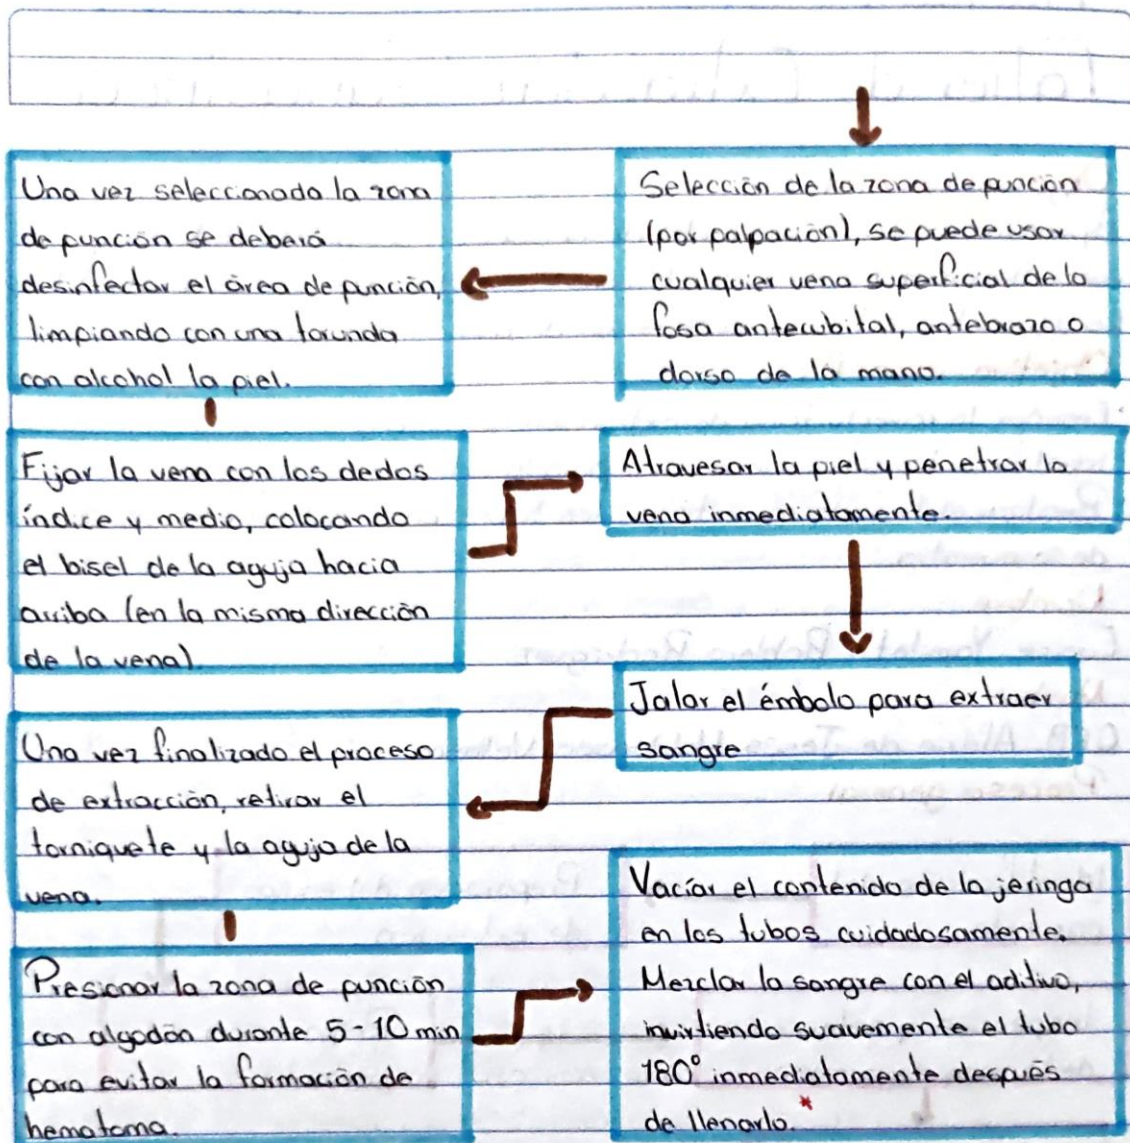 Selección de la zona de punción
(por palpación), se puede usar
cualquier vena superficial de la
fosa antecubital, antebrazo o
dorso de la mano.
Una vez seleccionada la zona
de punción se deberá
desinfectar el área de punción,
limpiando con una torunda
con alcohol la piel.
Fijar la vena con los dedos
índice y medio, colocando
el bisel de la aguja hacia
arriba (en la misma dirección
de la vena).
Atravesar la piel y penetrar la
vena inmediatamente.
Jalar el émbolo para extraer
sangre
Una vez finalizado el proceso
de extracción, retirar el
torniquete y la aguja de la
vena.
Presionar la zona de punción
con algodón durante 5-10 min
para evitar la formación de
hematoma.
Vaciar el contenido de la jeringa
en los tubos cuidadosamente.
Mezclar la sangre con el aditivo,
invirtiendo suavemente el tubo
180° inmediatamente después
de llenarlo.*